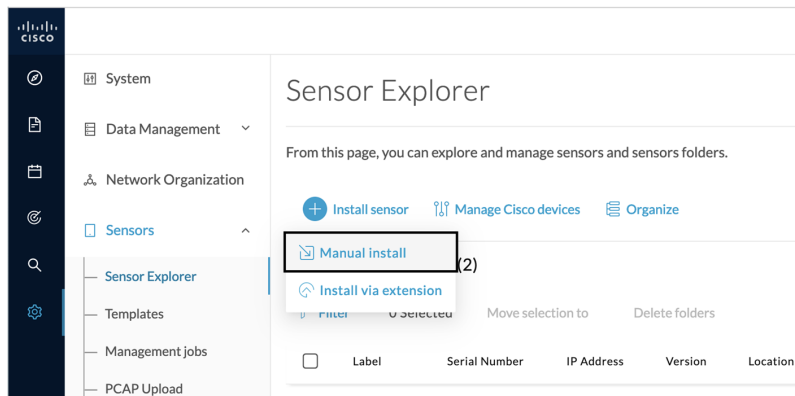 CISCO
System
Data Management
Network Organization
Sensors
Sensor Explorer
Templates
Management jobs
PCAP Upload
Sensor Explorer
From this page, you can explore and manage sensors and sensors folders.
Install sensor Manage Cisco devices Organize
Manual install
(2)
Install via extension
Filter 0 Selected Move selection to Delete folders
Label Serial Number IP Address Version Location